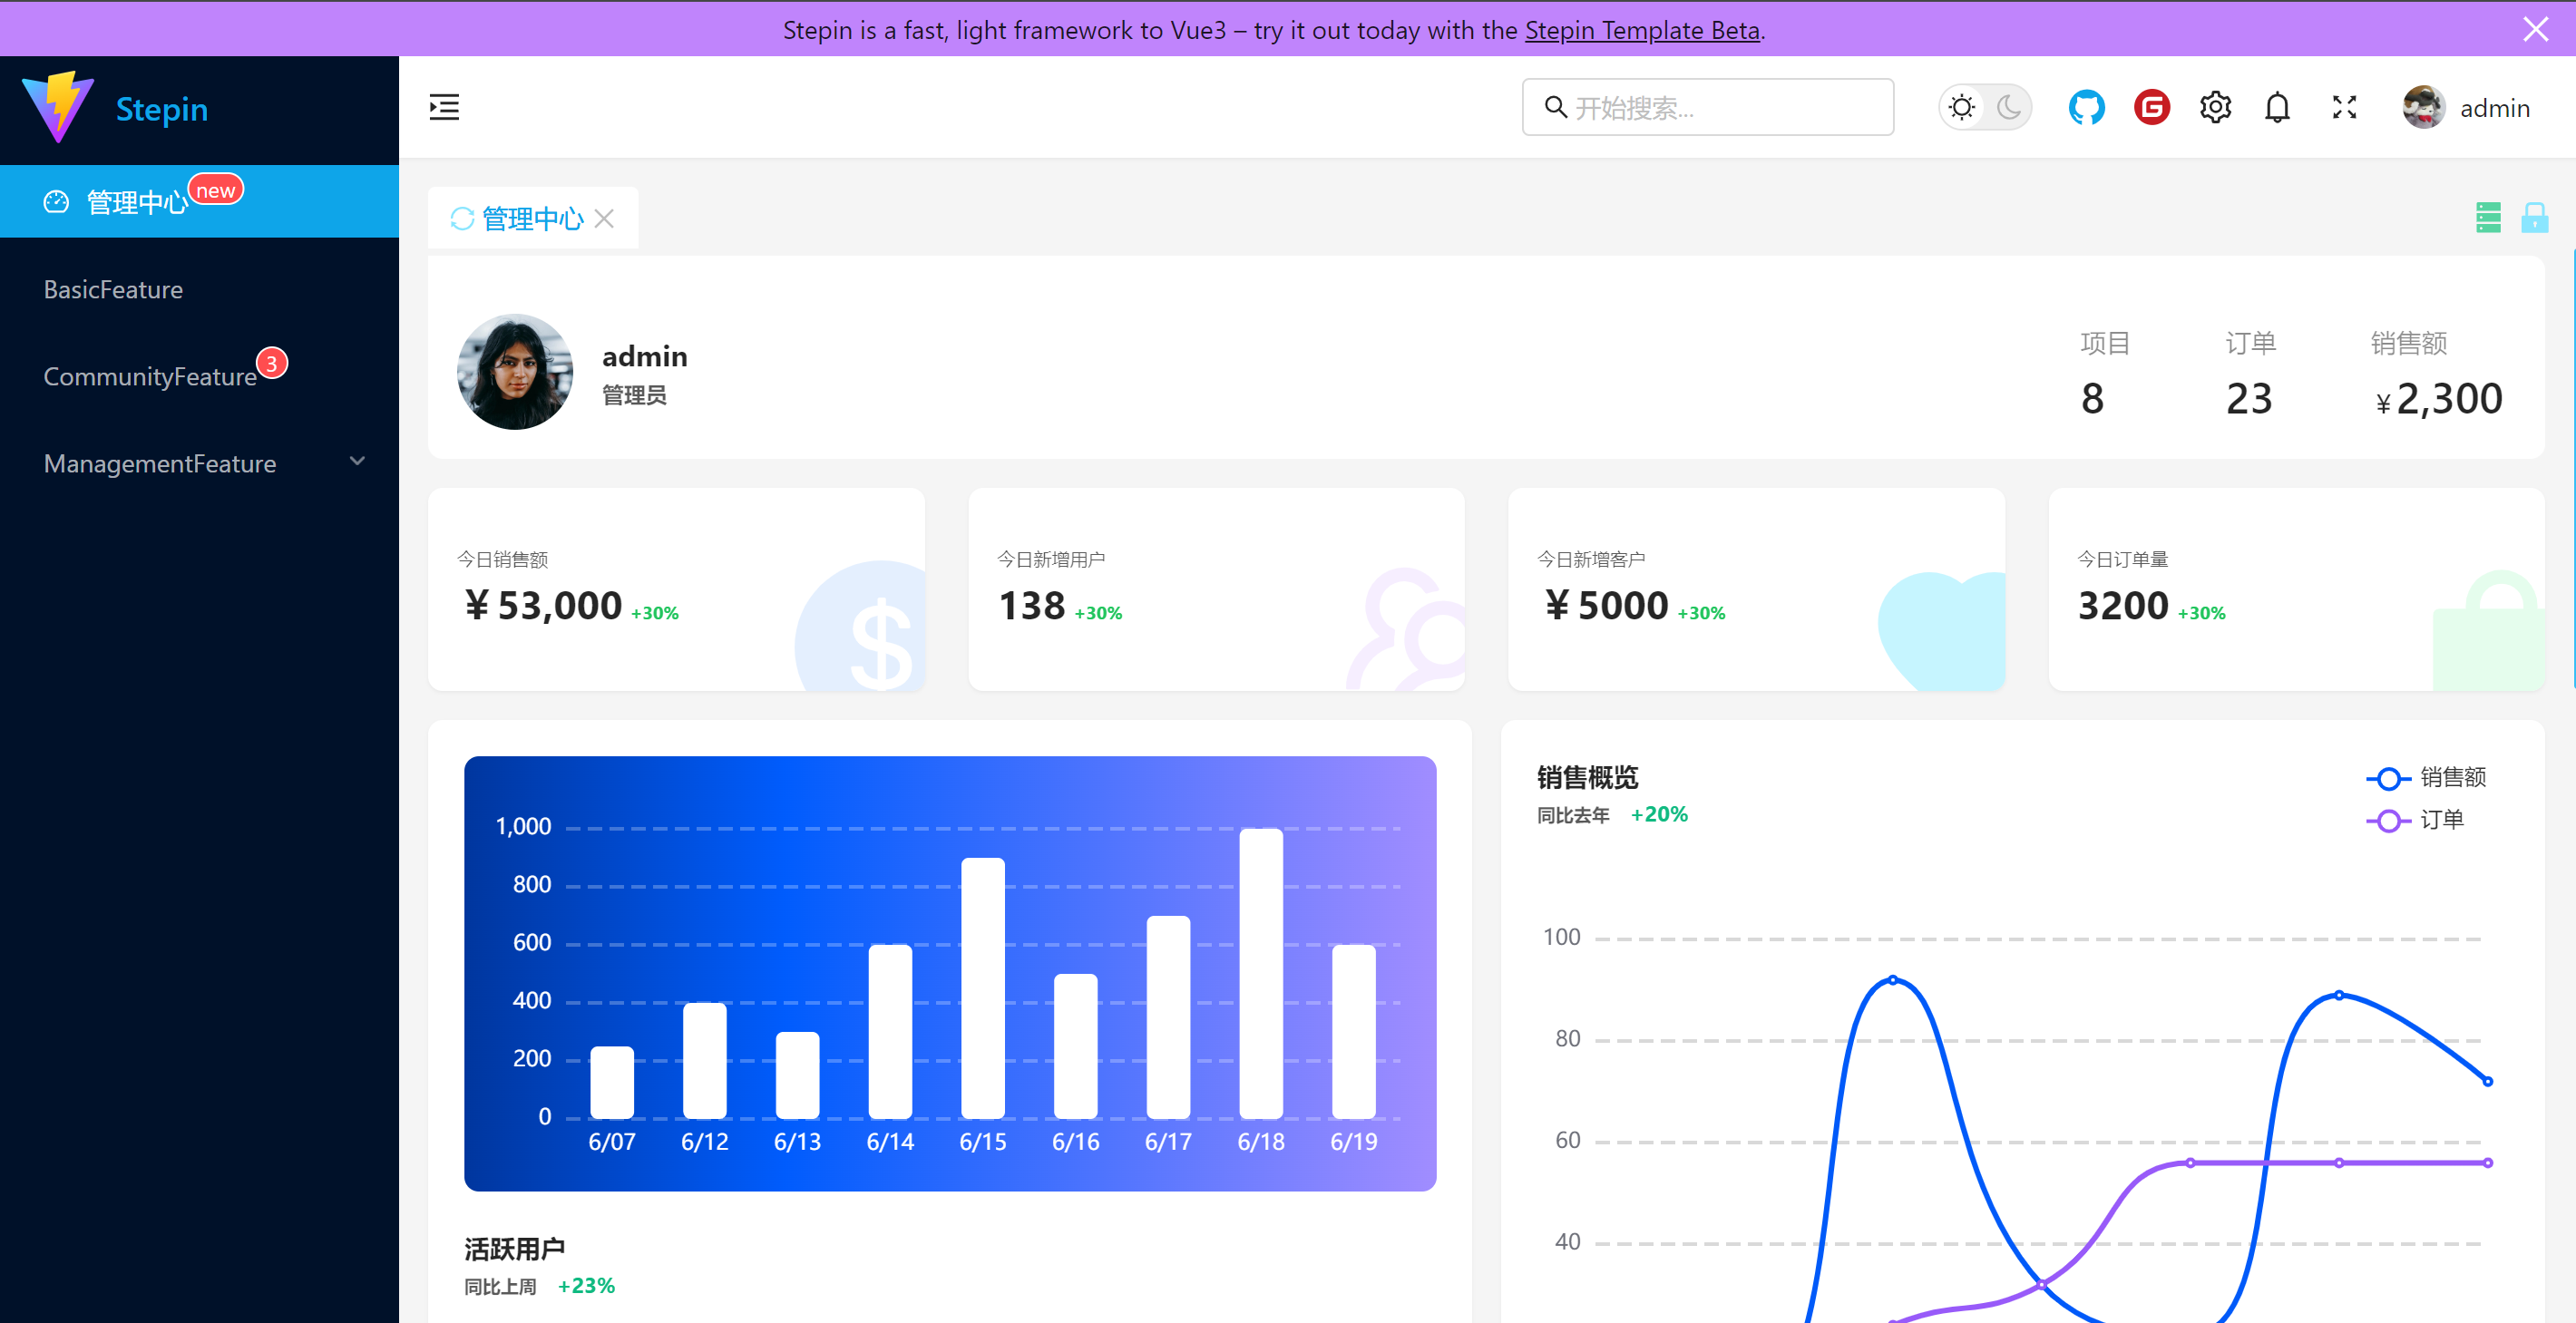 Stepin is a fast, light framework to Vue3 – try it out today with the Stepin Template Beta.
Stepin
开始搜索...
admin
管理中心 new
BasicFeature
CommunityFeature 3
ManagementFeature
管理中心
admin
管理员
项目
8
订单
23
销售额
¥2,300
今日销售额
¥53,000 +30%
今日新增用户
138 +30%
今日新增客户
¥5000 +30%
今日订单量
3200 +30%
1,000
800
600
400
200
0
6/07 6/12 6/13 6/14 6/15 6/16 6/17 6/18 6/19
活跃用户
同比上周 +23%
销售概览
同比去年 +20%
销售额
订单
100
80
60
40